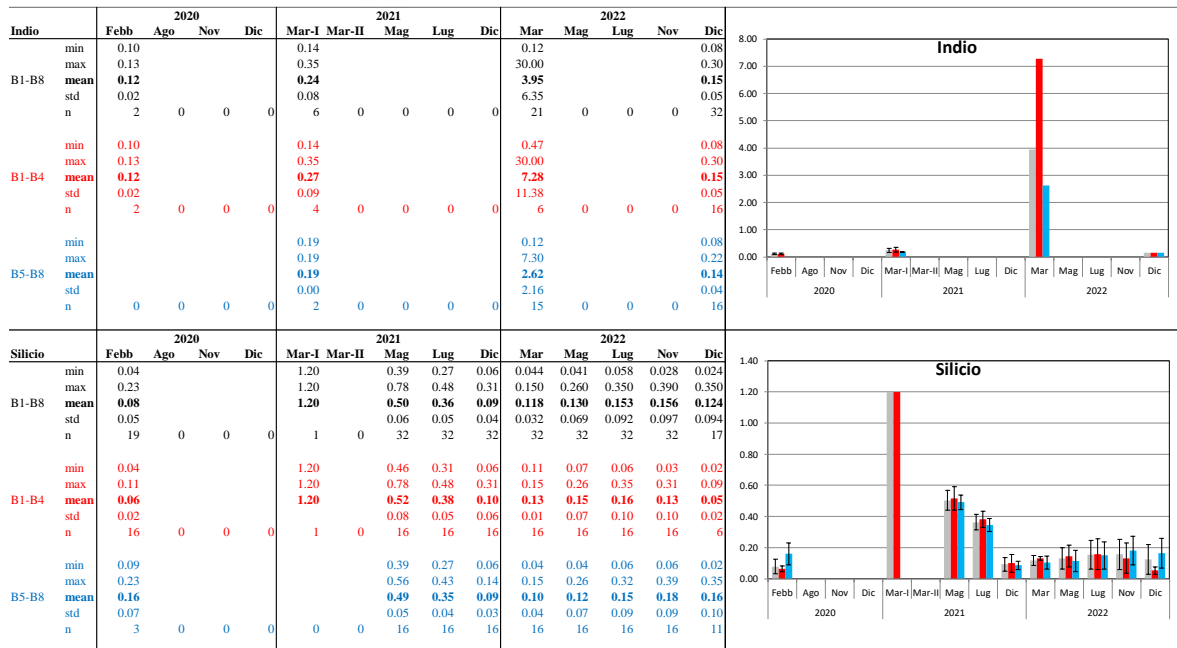 2020 2021 2022
Indio Febb Ago Nov Dic Mar-I Mar-II Mag Lug Dic Mar Mag Lug Nov Dic
min 0.10 0.14 0.12 0.08
max 0.13 0.35 30.00 0.30
B1-B8 mean 0.12 0.24 3.95 0.15
std 0.02 0.08 6.35 0.05
n 2 0 0 0 6 0 0 0 0 21 0 0 0 32
min 0.10 0.14 0.47 0.08
max 0.13 0.35 30.00 0.30
B1-B4 mean 0.12 0.27 7.28 0.15
std 0.02 0.09 11.38 0.05
n 2 0 0 0 4 0 0 0 0 6 0 0 0 16
min 0.19 0.12 0.08
max 0.19 7.30 0.22
B5-B8 mean 0.19 2.62 0.14
std 0.00 2.16 0.04
n 0 0 0 0 2 0 0 0 0 15 0 0 0 16
Indio
8.00
7.00
6.00
5.00
4.00
3.00
2.00
1.00
0.00
Febb Ago Nov Dic Mar-I Mar-II Mag Lug Dic Mar Mag Lug Nov Dic
2020 2021 2022
2020 2021 2022
Silicio Febb Ago Nov Dic Mar-I Mar-II Mag Lug Dic Mar Mag Lug Nov Dic
min 0.04 1.20 0.39 0.27 0.06 0.044 0.041 0.058 0.028 0.024
max 0.23 1.20 0.78 0.48 0.31 0.150 0.260 0.350 0.390 0.350
B1-B8 mean 0.08 1.20 0.50 0.36 0.09 0.118 0.130 0.153 0.156 0.124
std 0.05 0.06 0.05 0.04 0.032 0.069 0.092 0.097 0.094
n 19 0 0 0 1 0 32 32 32 32 32 32 32 17
min 0.04 1.20 0.46 0.31 0.06 0.11 0.07 0.06 0.03 0.02
max 0.11 1.20 0.78 0.48 0.31 0.15 0.26 0.35 0.31 0.09
B1-B4 mean 0.06 1.20 0.52 0.38 0.10 0.13 0.15 0.16 0.13 0.05
std 0.02 0.08 0.05 0.06 0.01 0.07 0.10 0.10 0.02
n 16 0 0 0 1 0 16 16 16 16 16 16 16 6
min 0.09 0.39 0.27 0.06 0.04 0.04 0.06 0.06 0.02
max 0.23 0.56 0.43 0.14 0.15 0.26 0.32 0.39 0.35
B5-B8 mean 0.16 0.49 0.35 0.09 0.10 0.12 0.15 0.18 0.16
std 0.07 0.05 0.04 0.03 0.04 0.07 0.09 0.09 0.10
n 3 0 0 0 0 0 16 16 16 16 16 16 16 11
Silicio
1.40
1.20
1.00
0.80
0.60
0.40
0.20
0.00
Febb Ago Nov Dic Mar-I Mar-II Mag Lug Dic Mar Mag Lug Nov Dic
2020 2021 2022